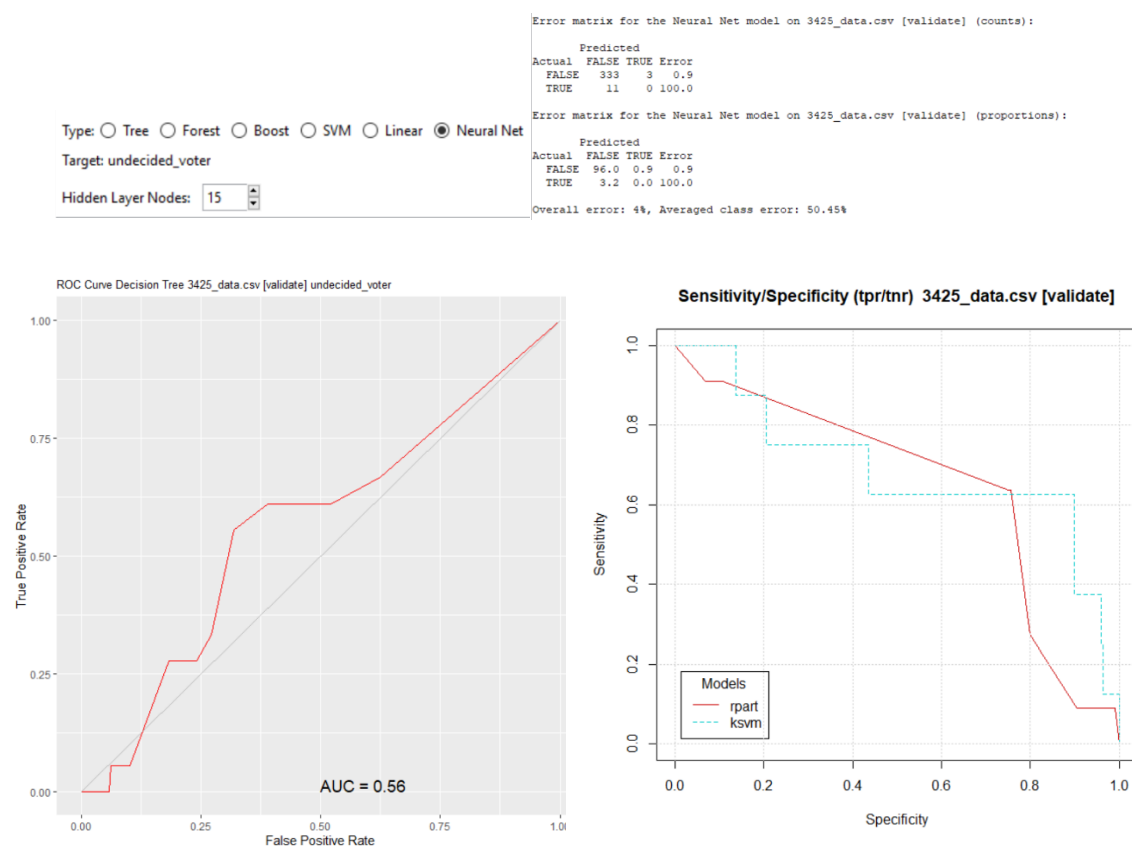 Error matrix for the Neural Net model on 3425_data.csv [validate] (counts):
Predicted
Actual FALSE TRUE Error
FALSE 333 3 0.9
TRUE 11 0 100.0
Error matrix for the Neural Net model on 3425_data.csv [validate] (proportions):
Predicted
Actual FALSE TRUE Error
FALSE 96.0 0.9 0.9
TRUE 3.2 0.0 100.0
Overall error: 4%, Averaged class error: 50.45%
Type: Tree Forest Boost SVM Linear Neural Net
Target: undecided_voter
Hidden Layer Nodes: 15
ROC Curve Decision Tree 3425_data.csv [validate] undecided_voter
True Positive Rate
1.00
0.75
0.50
0.25
0.00
AUC = 0.56
0.00 0.25 0.50 0.75 1.0
False Positive Rate
Sensitivity/Specificity (tpr/tnr) 3425_data.csv [validate]
Sensitivity
1.0
0.8
0.6
0.4
0.2
0.0
Models
rpart
ksvm
0.0 0.2 0.4 0.6 0.8 1.0
Specificity